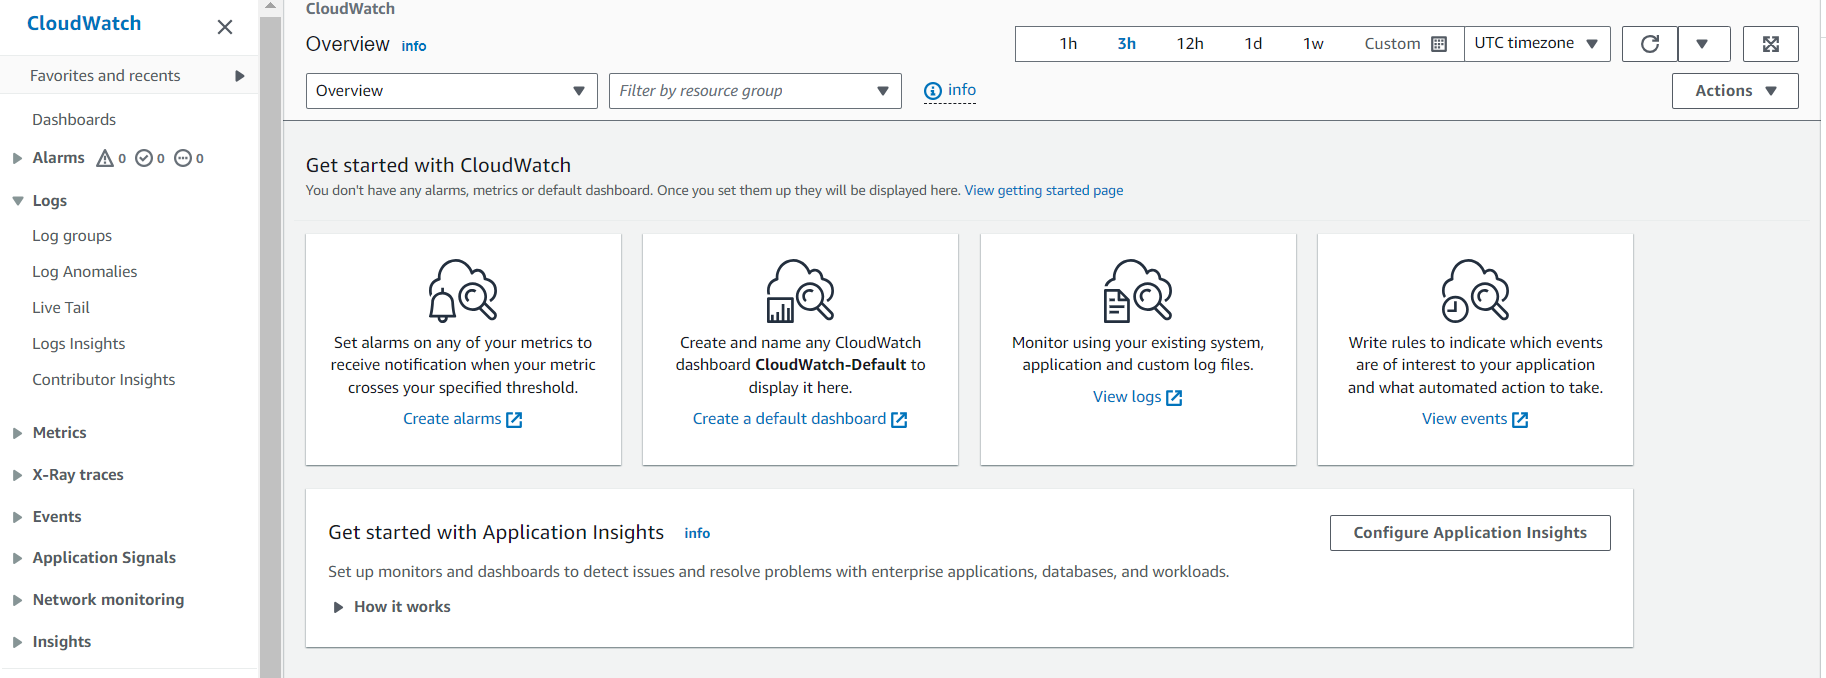 CloudWatch
Favorites and recents
Dashboards
Alarms 0 0 0
Logs
Log groups
Log Anomalies
Live Tail
Logs Insights
Contributor Insights
Metrics
X-Ray traces
Events
Application Signals
Network monitoring
Insights
CloudWatch
Overview info
1h 3h 12h 1d 1w Custom UTC timezone
Overview Filter by resource group info
Actions
Get started with CloudWatch
You don't have any alarms, metrics or default dashboard. Once you set them up they will be displayed here. View getting started page
Set alarms on any of your metrics to
receive notification when your metric
crosses your specified threshold.
Create alarms
Create and name any CloudWatch
dashboard CloudWatch-Default to
display it here.
Create a default dashboard
Monitor using your existing system,
application and custom log files.
View logs
Write rules to indicate which events
are of interest to your application
and what automated action to take.
View events
Get started with Application Insights info
Configure Application Insights
Set up monitors and dashboards to detect issues and resolve problems with enterprise applications, databases, and workloads.
How it works